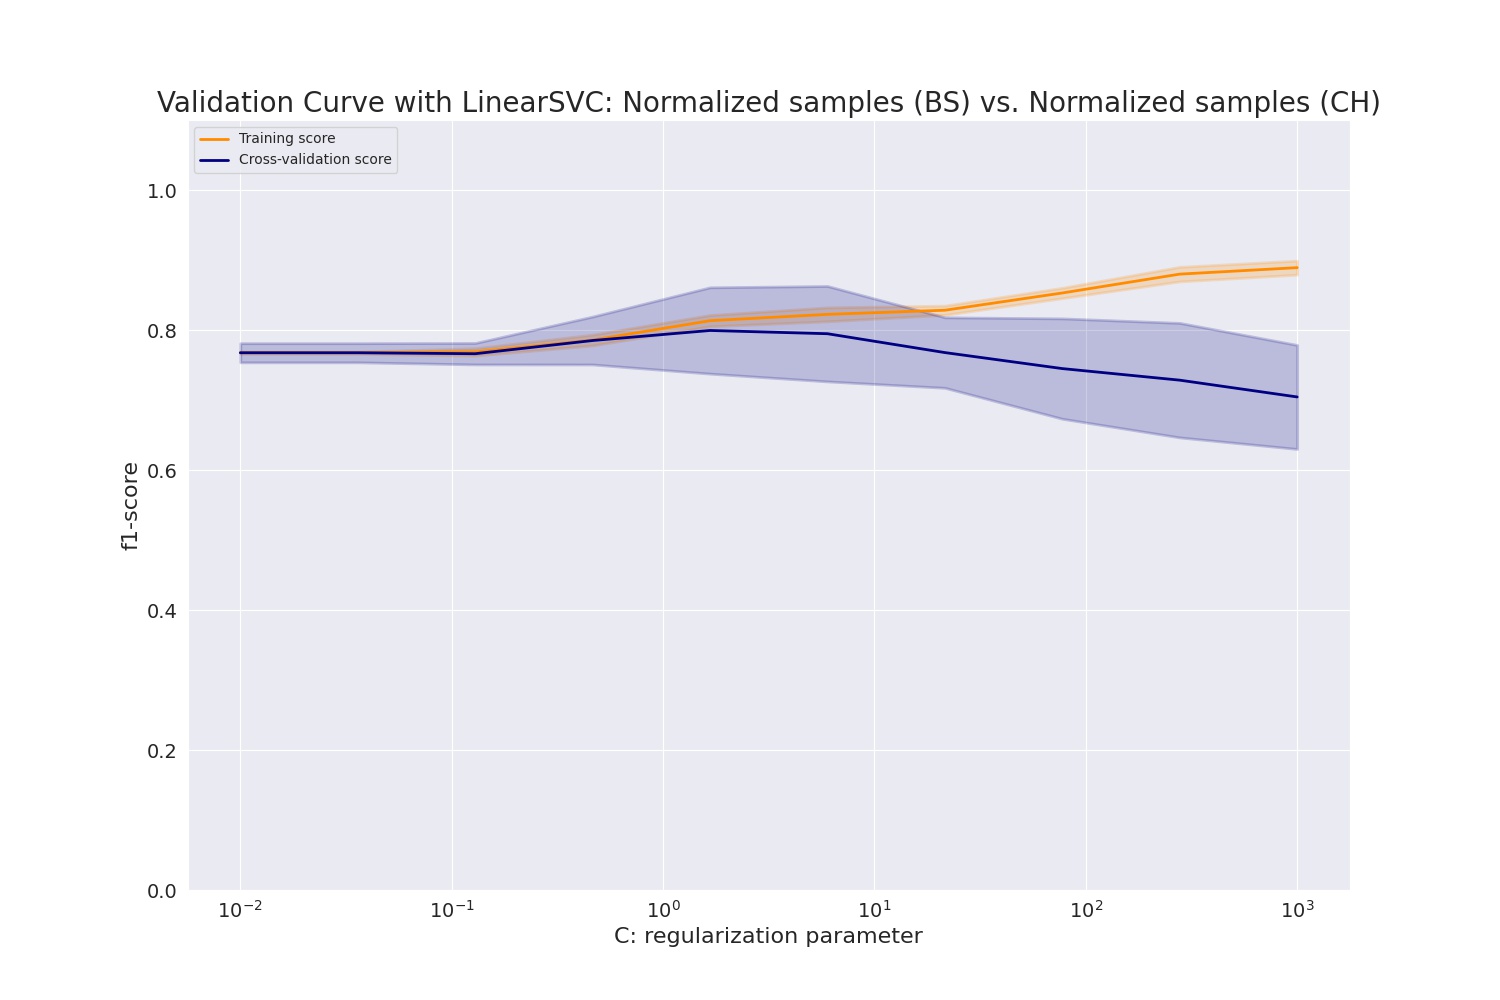 Validation Curve with LinearSVC: Normalized samples (BS) vs. Normalized samples (CH)
Training score
Cross-validation score
1.0
0.8
0.6
0.4
0.2
0.0
f1-score
10⁻² 10⁻¹ 10⁰ 10¹ 10² 10³
C: regularization parameter